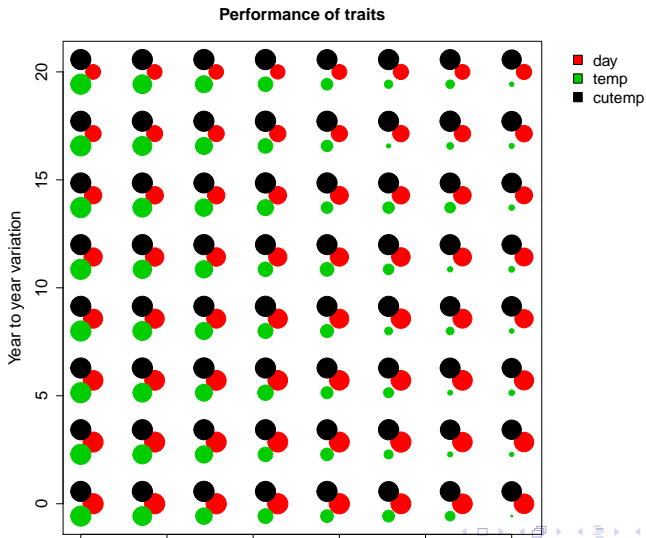 Performance of traits
day
temp
cutemp
Year to year variation
20
15
10
5
0